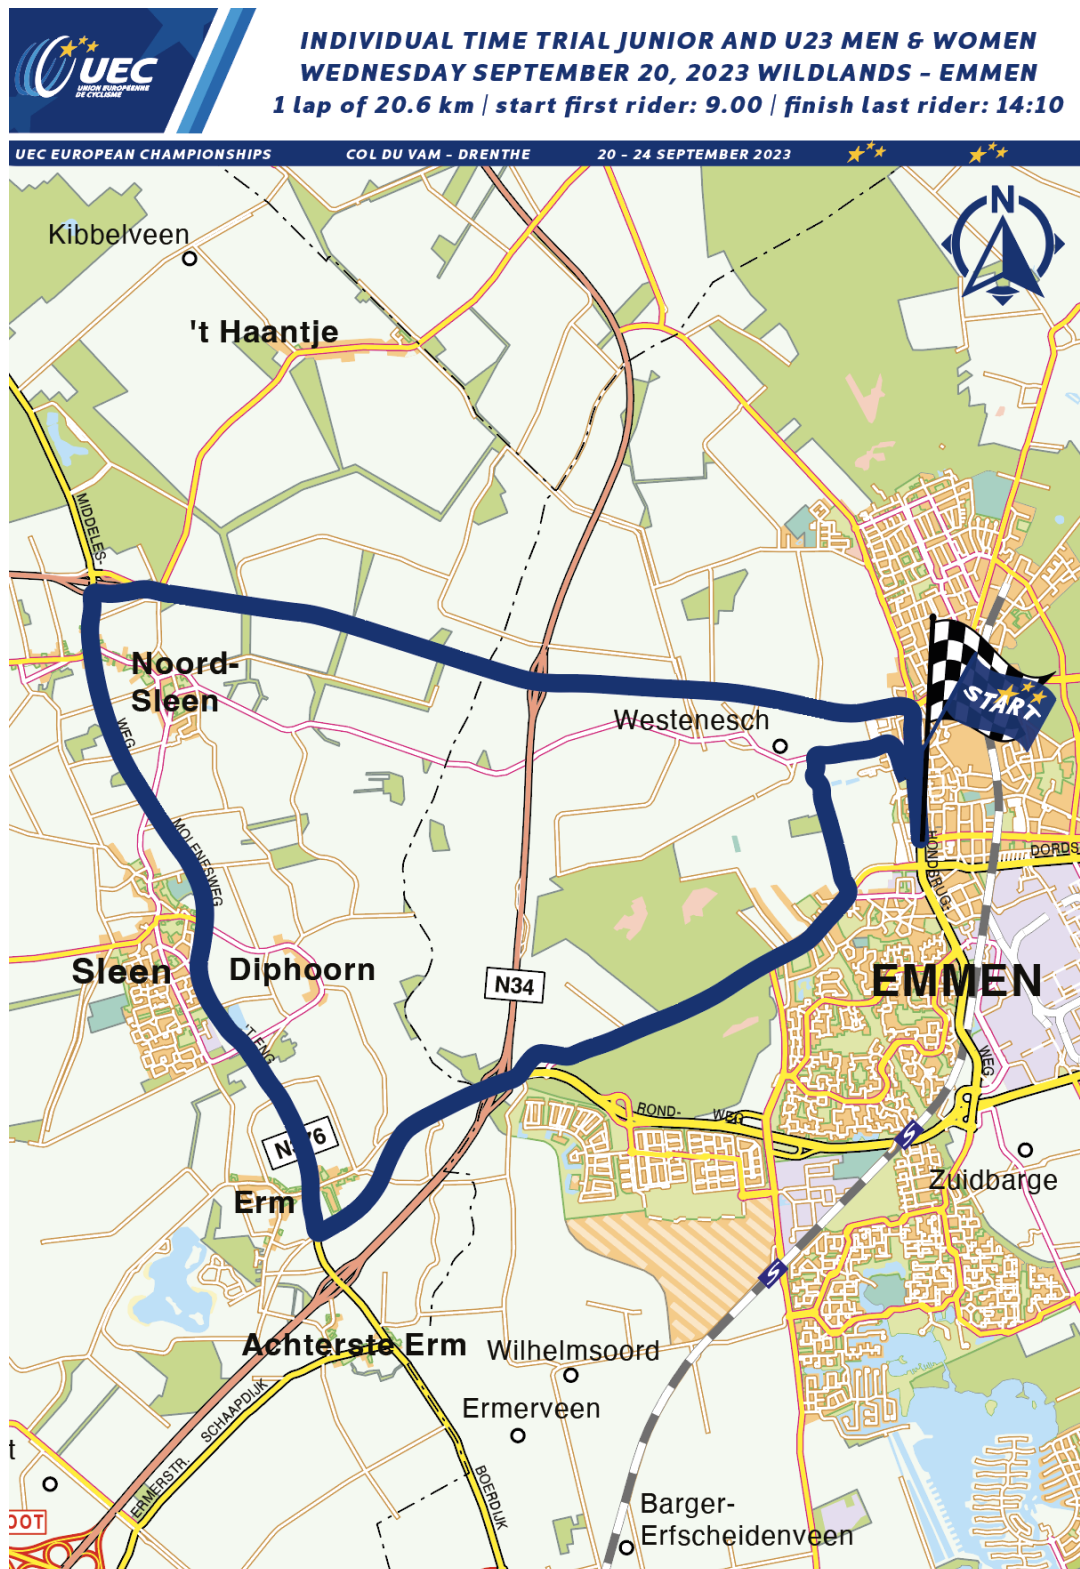 UEC
UNION EUROPÉENNE
DE CYCLISME
INDIVIDUAL TIME TRIAL JUNIOR AND U23 MEN & WOMEN
WEDNESDAY SEPTEMBER 20, 2023 WILDLANDS – EMMEN
1 lap of 20.6 km | start first rider: 9.00 | finish last rider: 14:10
UEC EUROPEAN CHAMPIONSHIPS
COL DU VAM – DRENTHE
20 – 24 SEPTEMBER 2023
N
Kibbelveen
't Haantje
MIDDELES-
Noord-
Sleen
START
Westenesch
WEG
MOLENESWEG
HONDSRUG-
DORDS
Sleen
Diphoorn
N34
EMMEN
'T ENG
WEG
ROND-
WEG
S
Zuidbarge
Erm
S
Achterste Erm
Wilhelmsoord
Ermerveen
SCHAAPDIJK
ERMERSTR.
BOERDIJK
t
OOT
Barger-
Erfscheidenveen